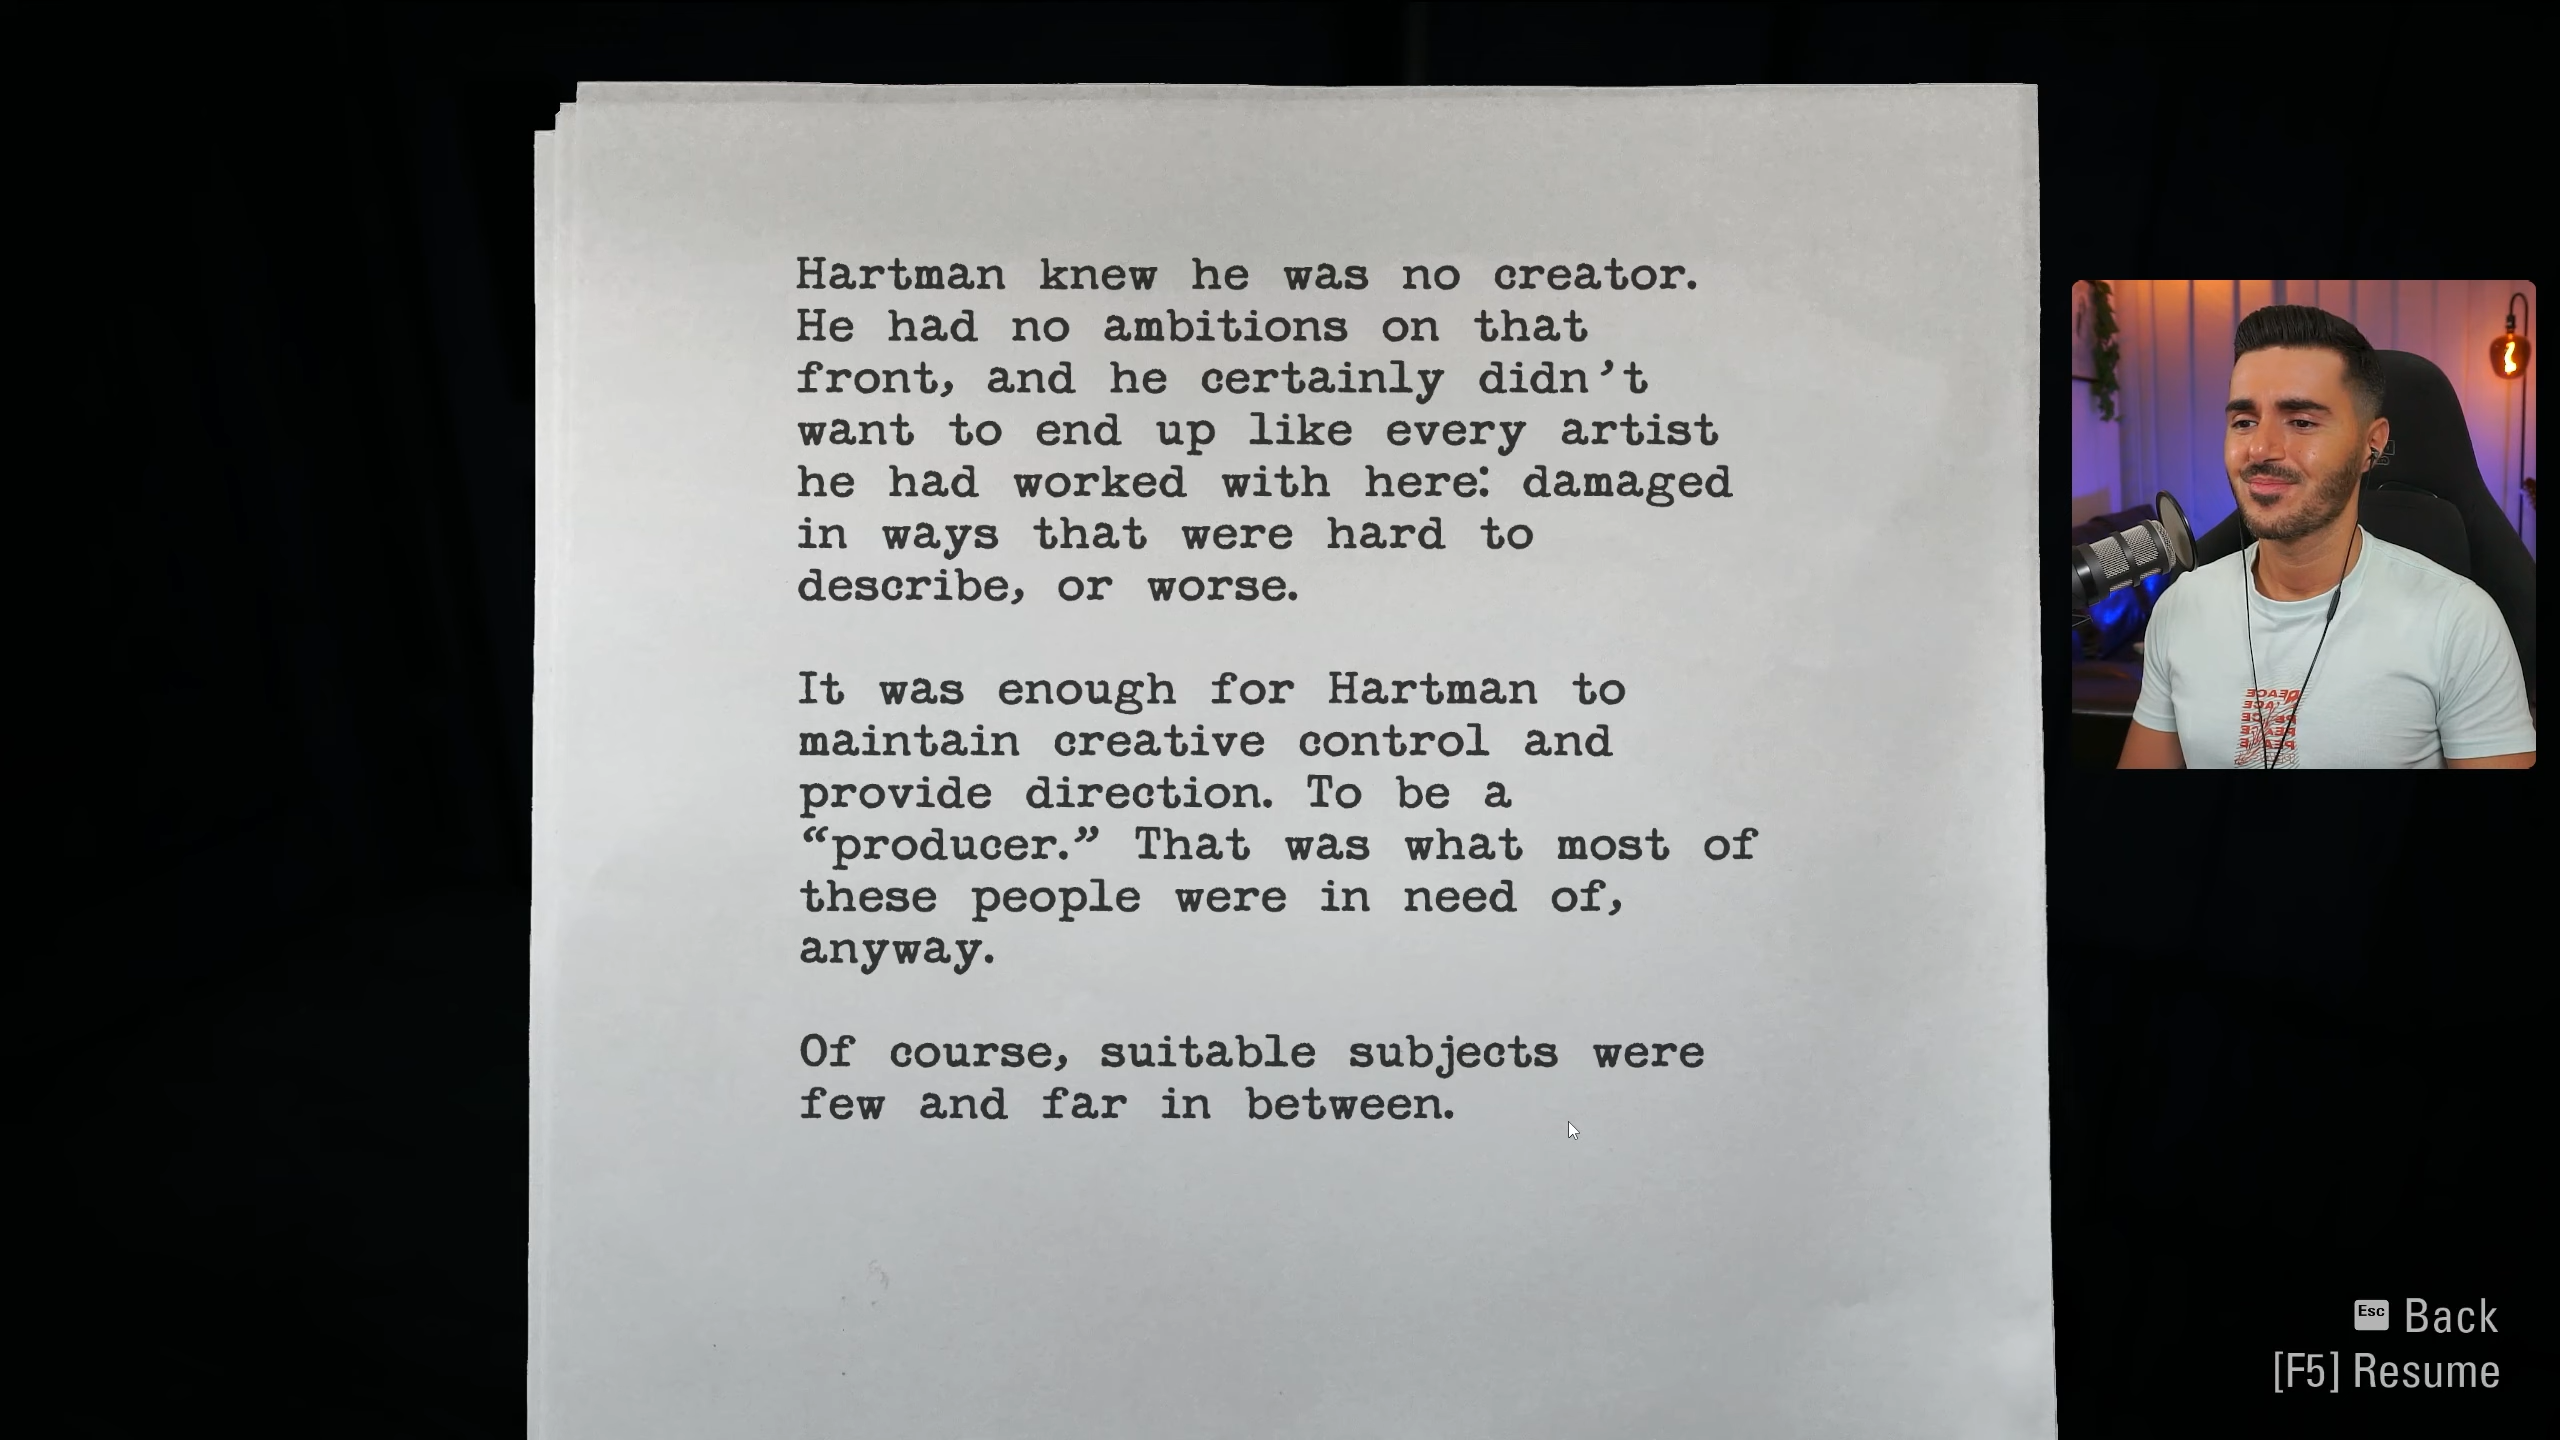 Hartman knew he was no creator.
He had no ambitions on that
front, and he certainly didn’t
want to end up like every artist
he had worked with here: damaged
in ways that were hard to
describe, or worse.
It was enough for Hartman to
maintain creative control and
provide direction. To be a
“producer.” That was what most of
these people were in need of,
anyway.
Of course, suitable subjects were
few and far in between.
Esc Back
[F5] Resume